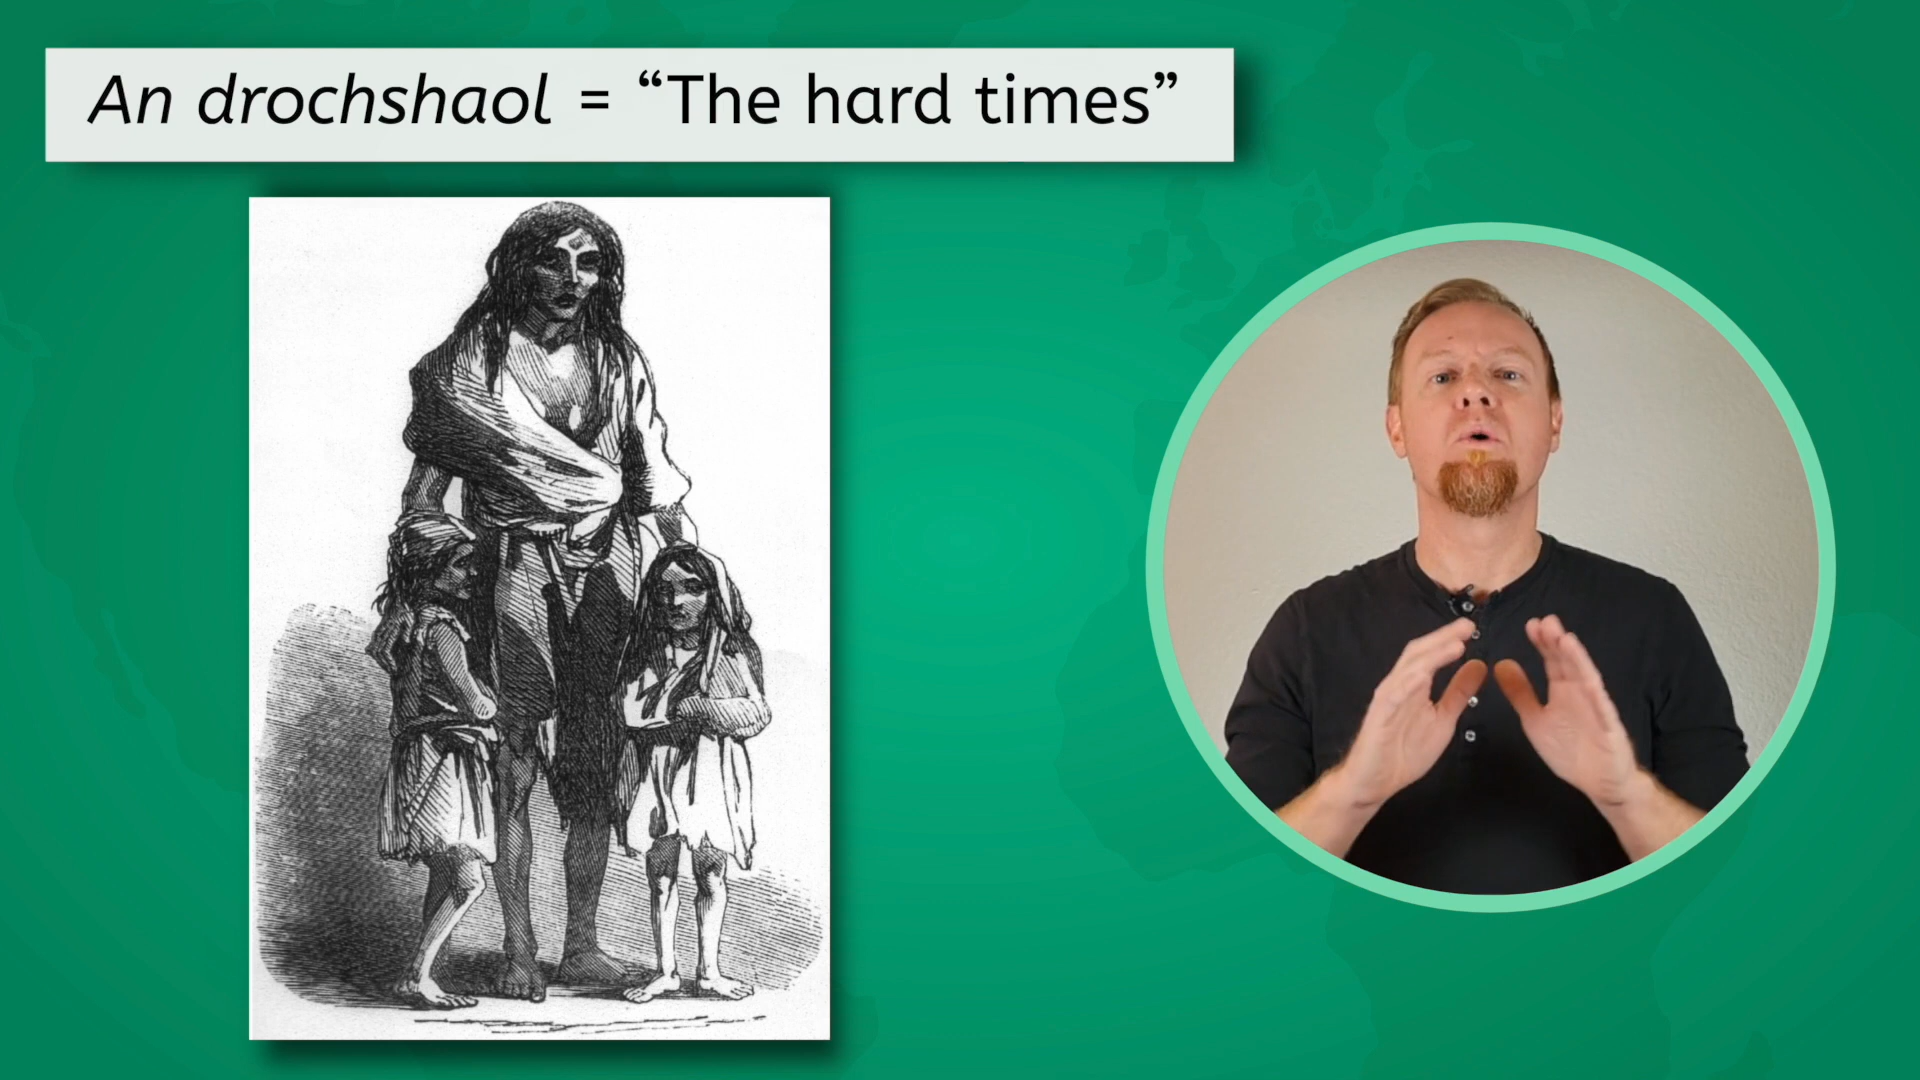 An drochshaol = “The hard times”